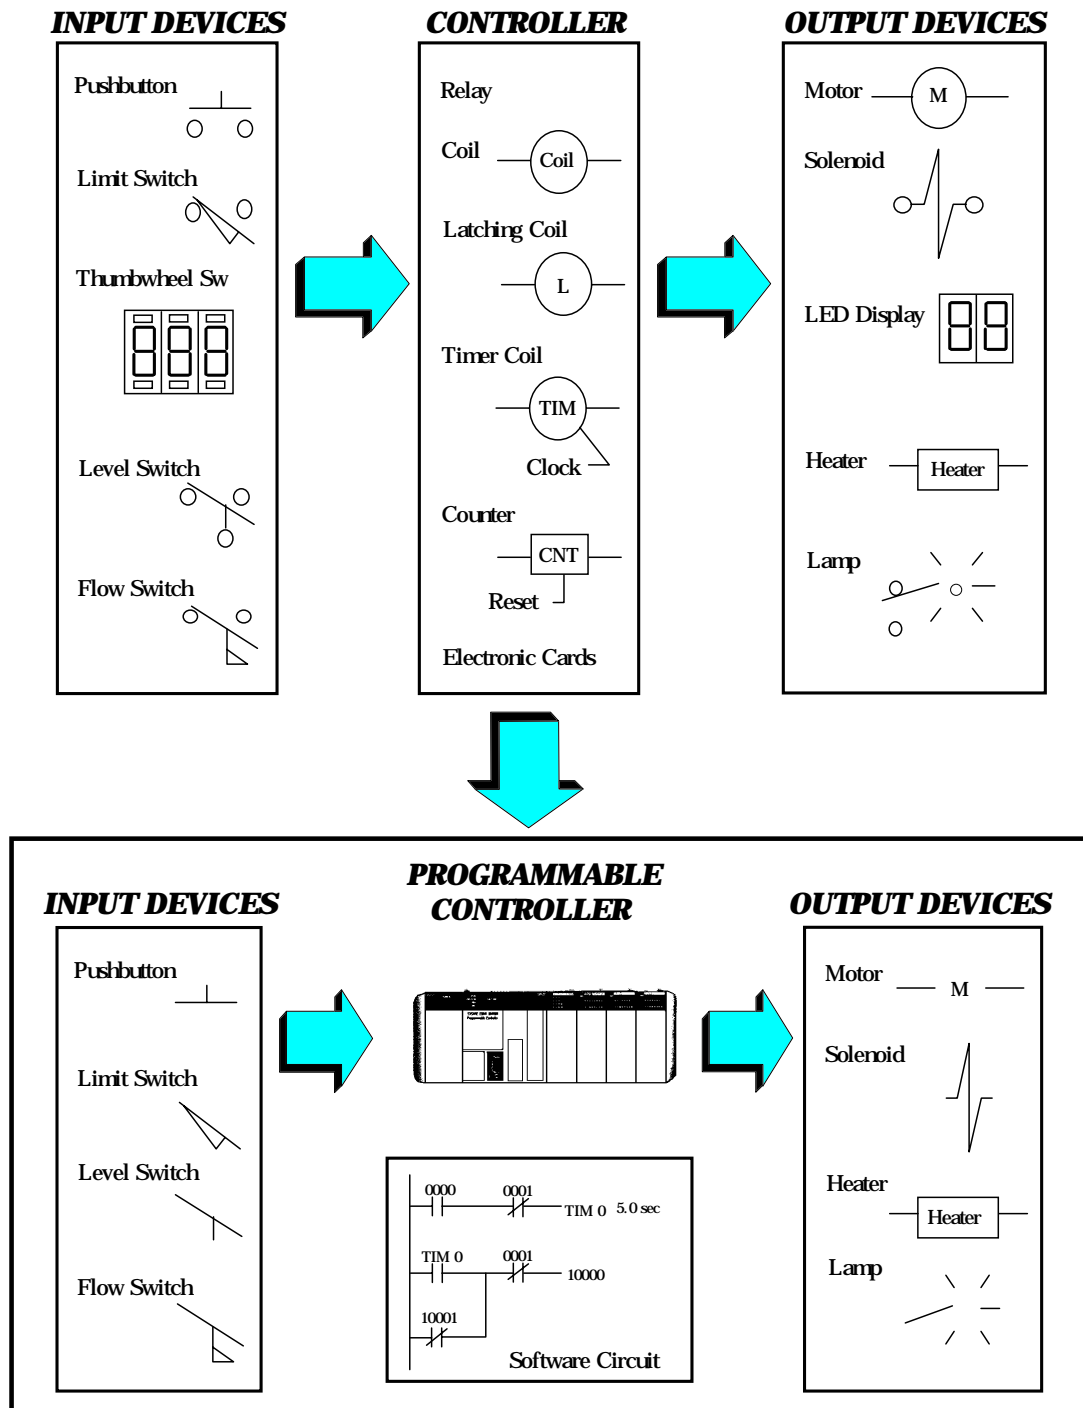 INPUT DEVICES
CONTROLLER
OUTPUT DEVICES
Pushbutton
Limit Switch
Thumbwheel Sw
Level Switch
Flow Switch
Relay
Coil
Coil
Latching Coil
L
Timer Coil
TIM
Clock
Counter
CNT
Reset
Electronic Cards
Motor
M
Solenoid
LED Display
Heater
Heater
Lamp
INPUT DEVICES
PROGRAMMABLE
CONTROLLER
OUTPUT DEVICES
Pushbutton
Limit Switch
Level Switch
Flow Switch
0000 0001
TIM 0 5.0 sec
TIM 0 0001
10000
10001
Software Circuit
Motor
M
Solenoid
Heater
Heater
Lamp